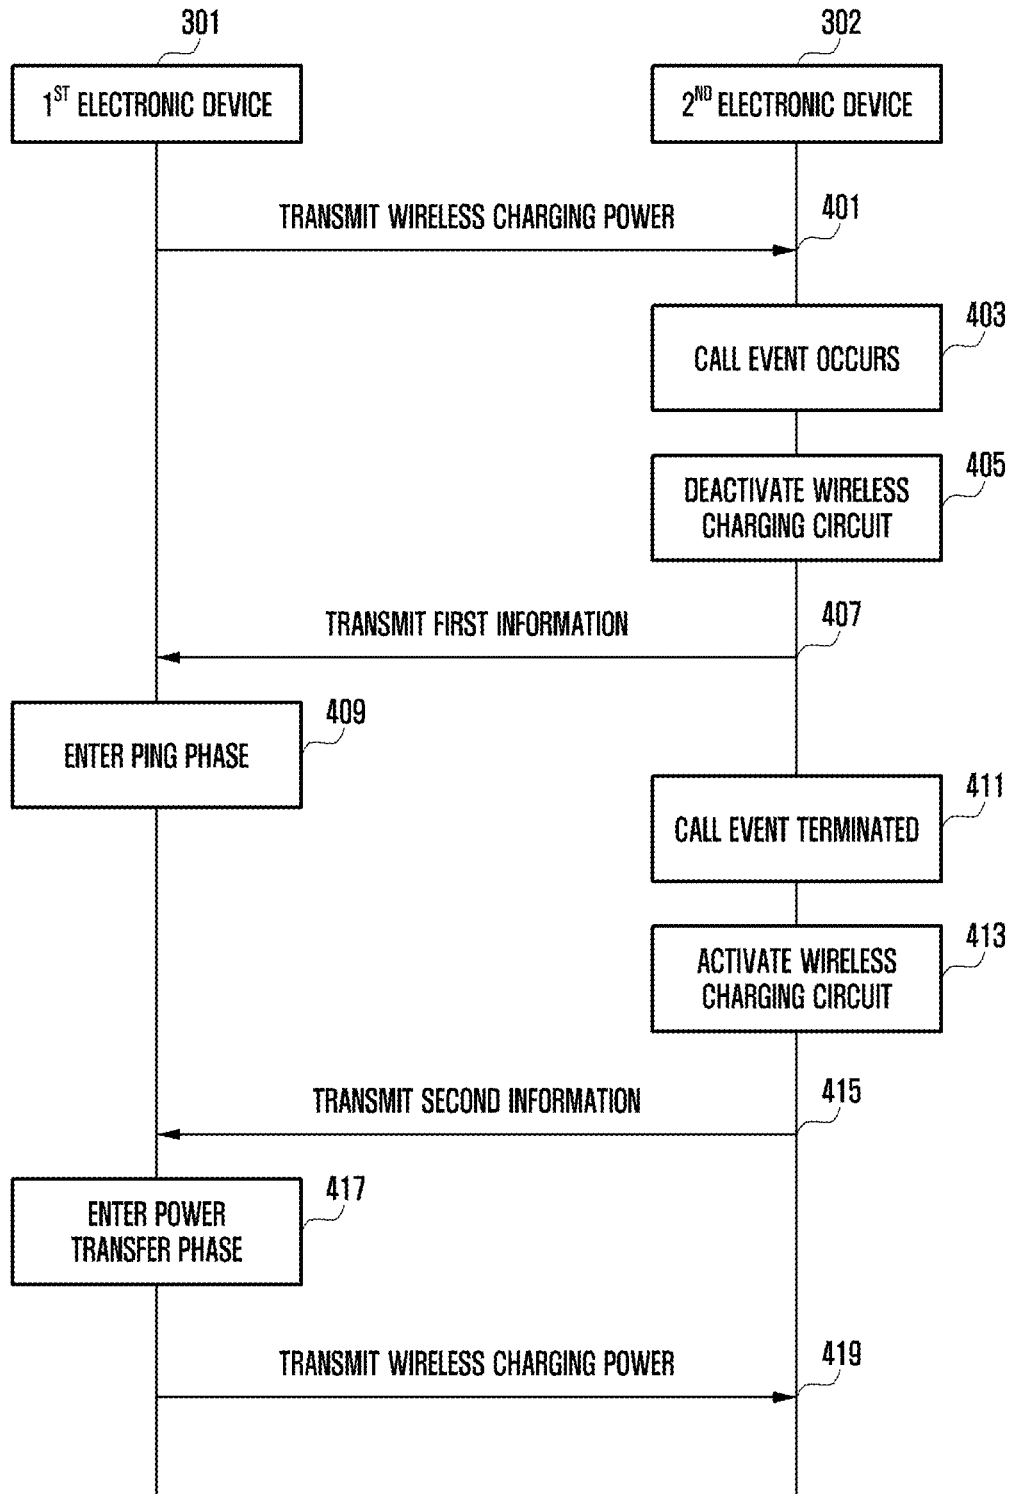 301
302
1ST ELECTRONIC DEVICE
2ND ELECTRONIC DEVICE
TRANSMIT WIRELESS CHARGING POWER
401
403
CALL EVENT OCCURS
405
DEACTIVATE WIRELESS
CHARGING CIRCUIT
TRANSMIT FIRST INFORMATION
407
409
ENTER PING PHASE
411
CALL EVENT TERMINATED
413
ACTIVATE WIRELESS
CHARGING CIRCUIT
TRANSMIT SECOND INFORMATION
415
417
ENTER POWER
TRANSFER PHASE
TRANSMIT WIRELESS CHARGING POWER
419